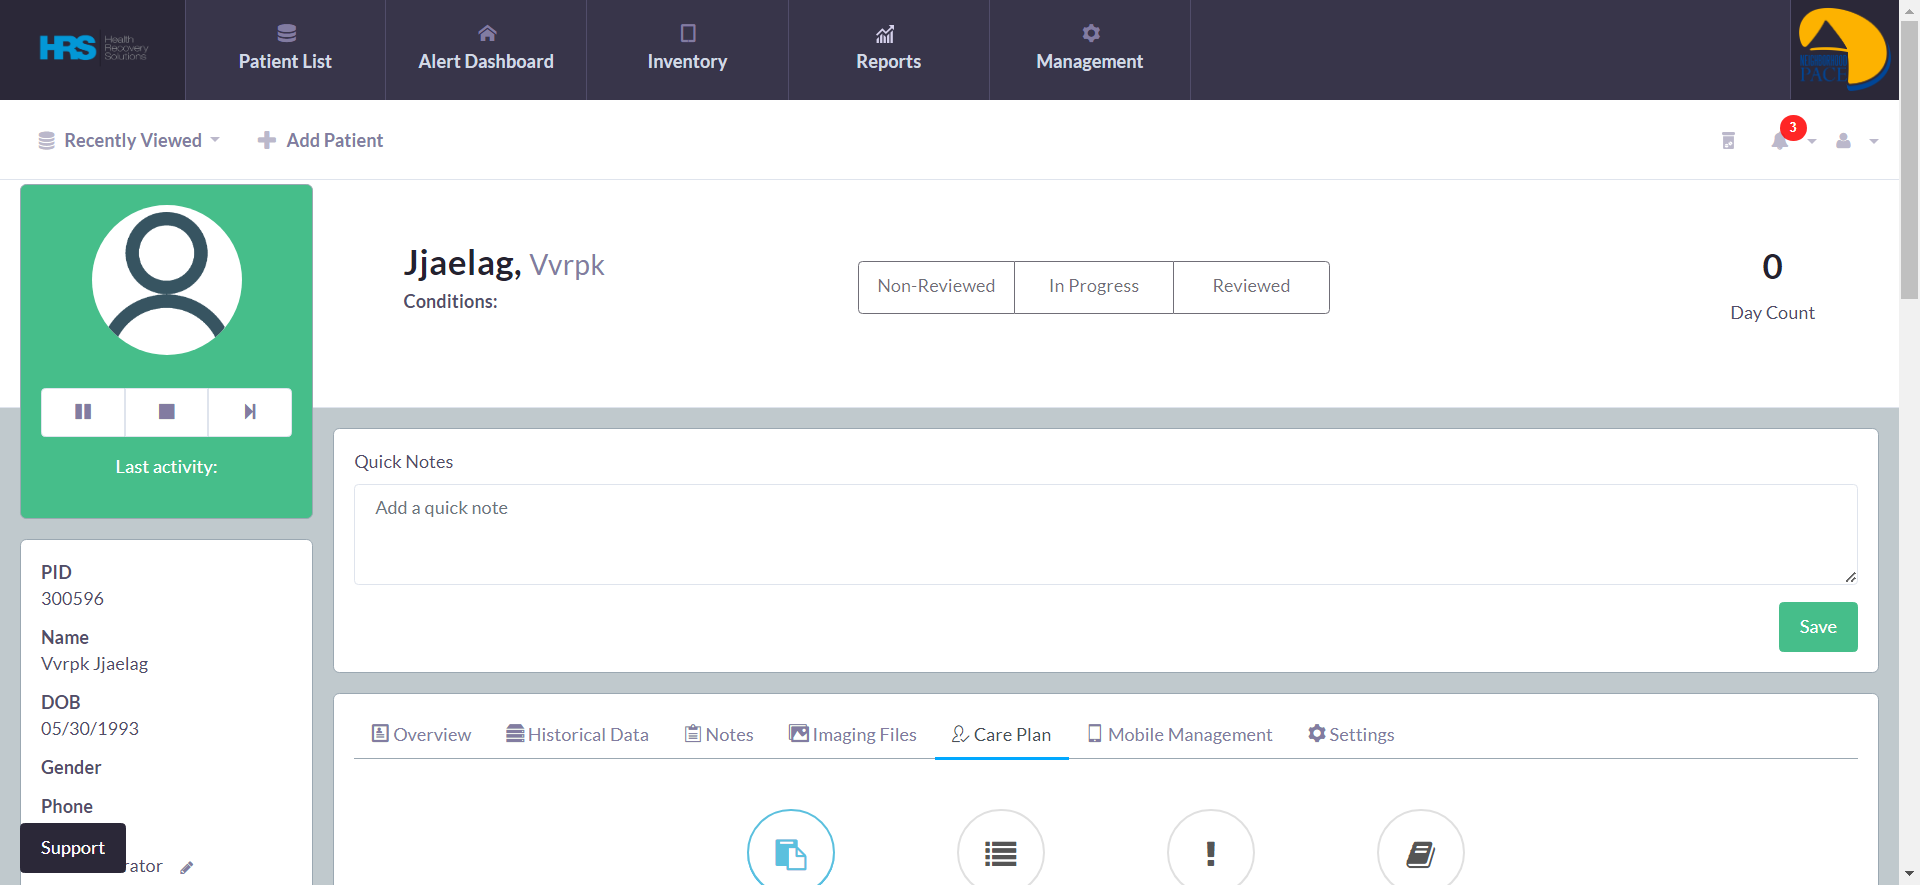 HRS Health Recovery Solutions
Patient List
Alert Dashboard
Inventory
Reports
Management
PACE
Recently Viewed
Add Patient
3
Jjaelag, Vvrpk
Conditions:
Non-Reviewed
In Progress
Reviewed
0
Day Count
Last activity:
Quick Notes
Add a quick note
Save
PID
300596
Name
Vvrpk Jjaelag
DOB
05/30/1993
Gender
Phone
Support
rator
Overview
Historical Data
Notes
Imaging Files
Care Plan
Mobile Management
Settings